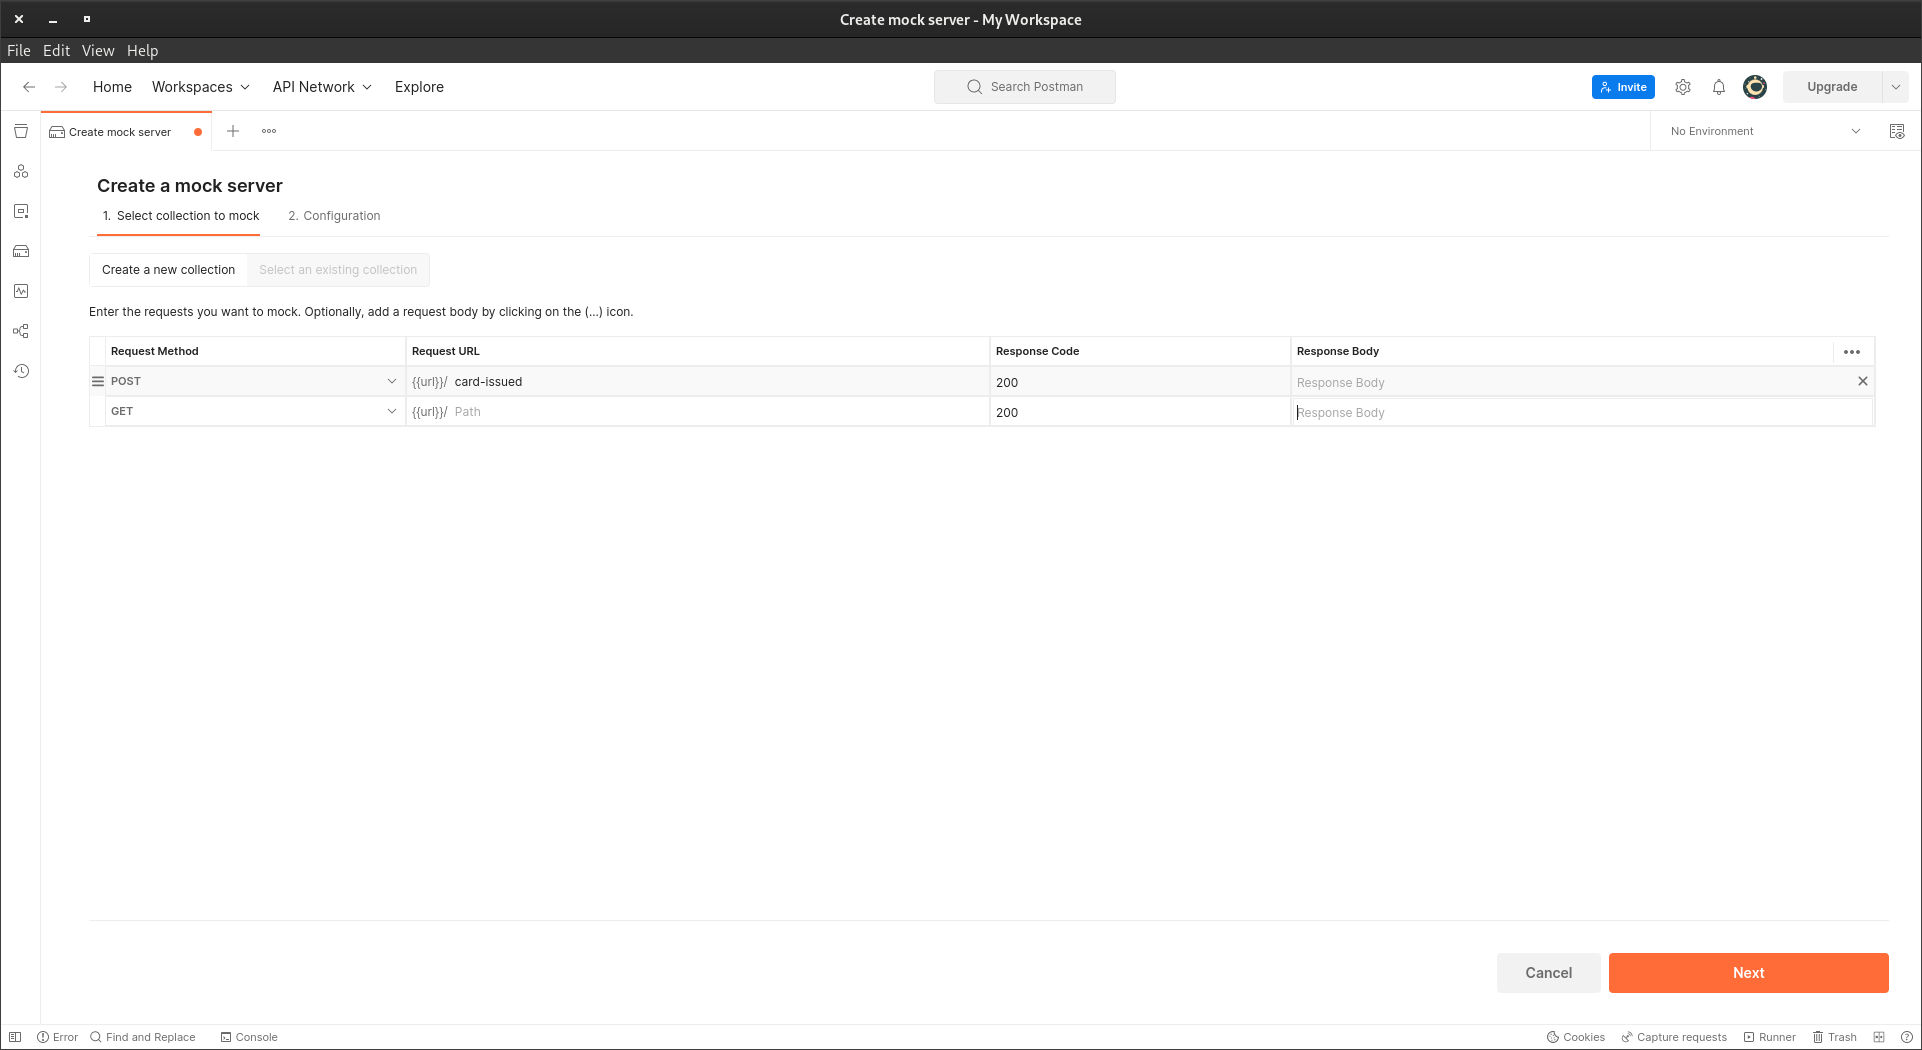 Create mock server - My Workspace
File Edit View Help
Home Workspaces API Network Explore Search Postman Invite Upgrade
Create mock server No Environment
Create a mock server
1. Select collection to mock 2. Configuration
Create a new collection Select an existing collection
Enter the requests you want to mock. Optionally, add a request body by clicking on the (...) icon.
Request Method Request URL Response Code Response Body
POST {{url}}/ card-issued 200 Response Body
GET {{url}}/ Path 200 Response Body
Cancel Next
Error Find and Replace Console Cookies Capture requests Runner Trash